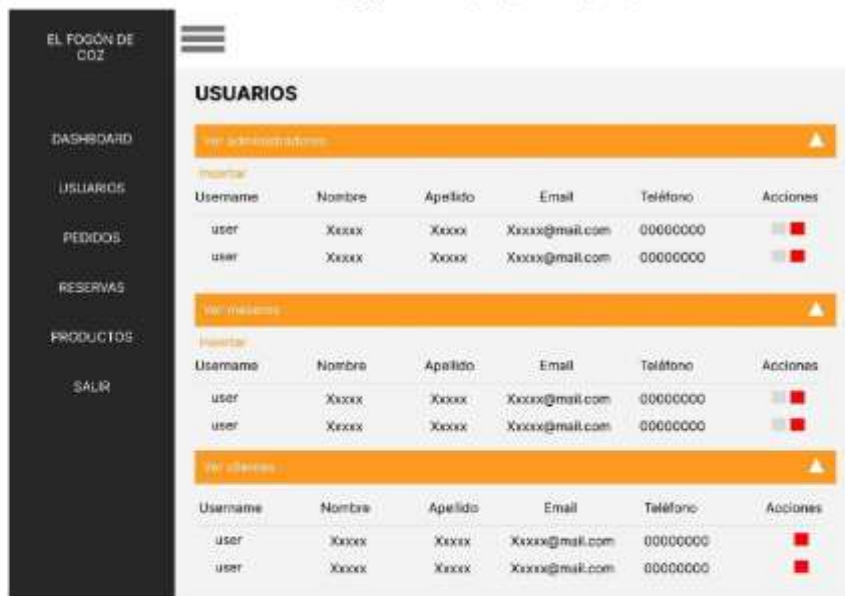 EL FOGÓN DE
COZ
DASHBOARD
USUARIOS
PEDIDOS
RESERVAS
PRODUCTOS
SALIR
USUARIOS
Ver administradores
Insertar
Username Nombre Apellido Email Teléfono Acciones
user Xxxxx Xxxxx Xxxxx@mail.com 00000000
user Xxxxx Xxxxx Xxxxx@mail.com 00000000
Ver meseros
Insertar
Username Nombre Apellido Email Teléfono Acciones
user Xxxxx Xxxxx Xxxxx@mail.com 00000000
user Xxxxx Xxxxx Xxxxx@mail.com 00000000
Ver clientes
Username Nombre Apellido Email Teléfono Acciones
user Xxxxx Xxxxx Xxxxx@mail.com 00000000
user Xxxxx Xxxxx Xxxxx@mail.com 00000000